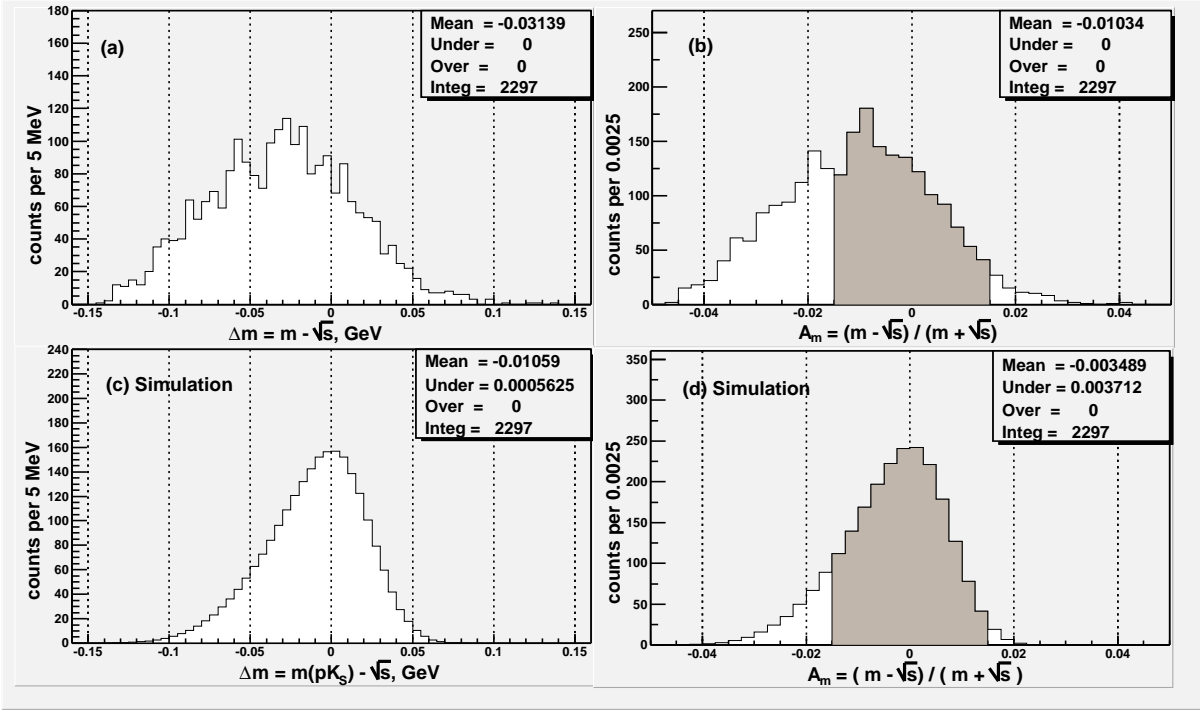 (a)
Mean = -0.03139
Under = 0
Over = 0
Integ = 2297
counts per 5 MeV
180
160
140
120
100
80
60
40
20
0
-0.15 -0.1 -0.05 0 0.05 0.1 0.15
Δm = m - √s, GeV
(b)
Mean = -0.01034
Under = 0
Over = 0
Integ = 2297
counts per 0.0025
250
200
150
100
50
0
-0.04 -0.02 0 0.02 0.04
Aₘ = (m - √s) / (m + √s)
(c) Simulation
Mean = -0.01059
Under = 0.0005625
Over = 0
Integ = 2297
counts per 5 MeV
240
220
200
180
160
140
120
100
80
60
40
20
0
-0.15 -0.1 -0.05 0 0.05 0.1 0.15
Δm = m(pK_S) - √s, GeV
(d) Simulation
Mean = -0.003489
Under = 0.003712
Over = 0
Integ = 2297
counts per 0.0025
350
300
250
200
150
100
50
0
-0.04 -0.02 0 0.02 0.04
Aₘ = ( m - √s) / ( m + √s )